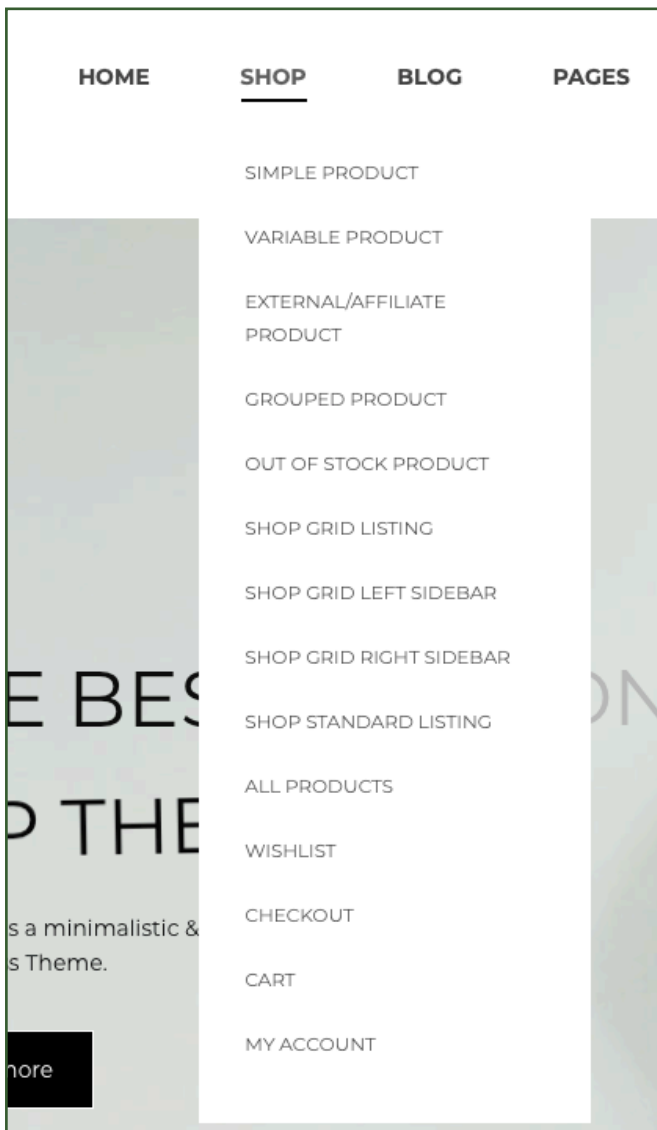 HOME SHOP BLOG PAGES
SIMPLE PRODUCT
VARIABLE PRODUCT
EXTERNAL/AFFILIATE
PRODUCT
GROUPED PRODUCT
OUT OF STOCK PRODUCT
SHOP GRID LISTING
SHOP GRID LEFT SIDEBAR
SHOP GRID RIGHT SIDEBAR
SHOP STANDARD LISTING
ALL PRODUCTS
WISHLIST
CHECKOUT
CART
MY ACCOUNT
E BES ON
P THE
s a minimalistic &
s Theme.
more